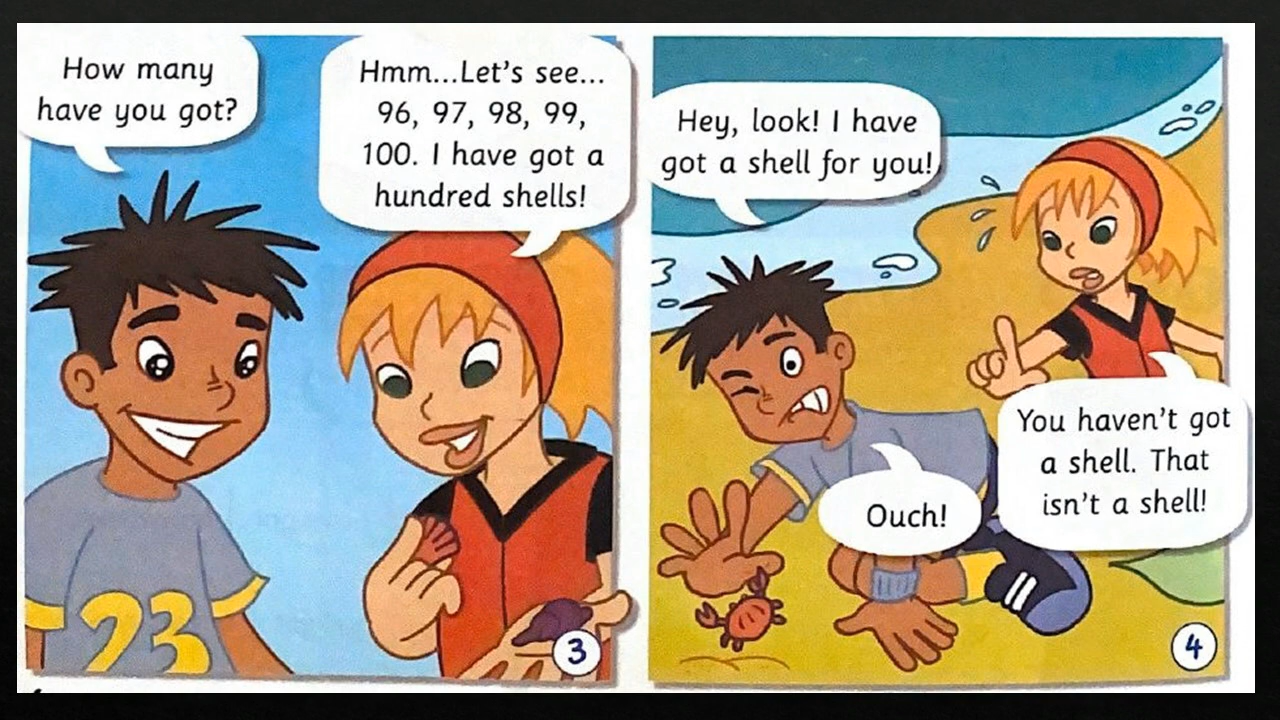 How many
have you got?
Hmm...Let's see...
96, 97, 98, 99,
100. I have got a
hundred shells!
23
3
Hey, look! I have
got a shell for you!
Ouch!
You haven't got
a shell. That
isn't a shell!
4